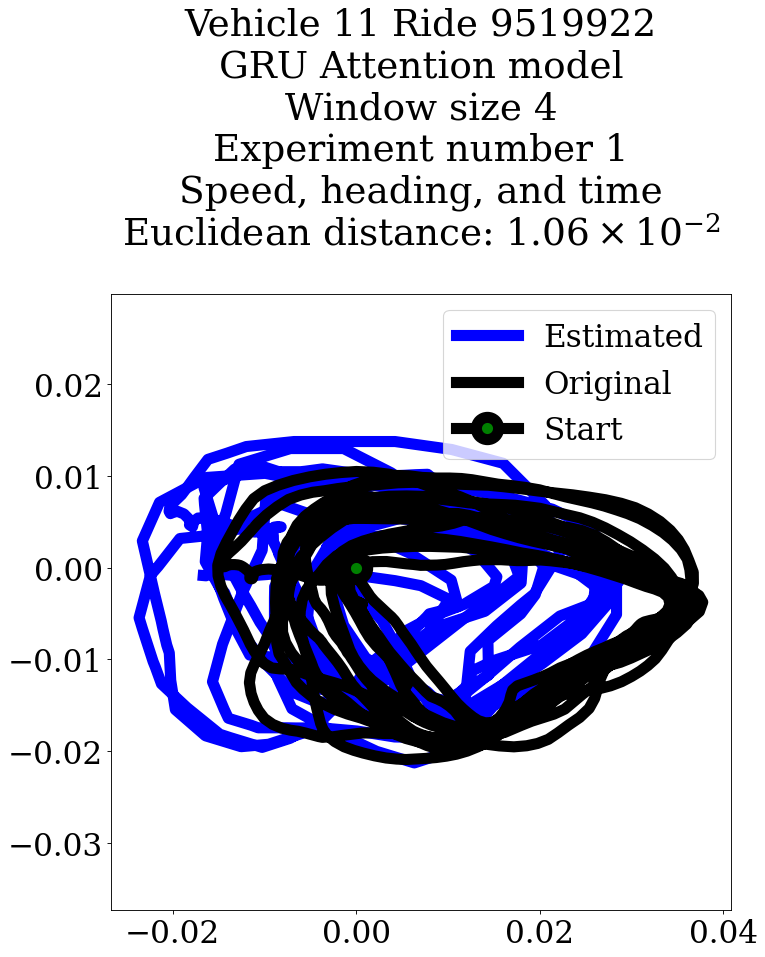 Vehicle 11 Ride 9519922
GRU Attention model
Window size 4
Experiment number 1
Speed, heading, and time
Euclidean distance: 1.06 × 10⁻²
Estimated
Original
Start
0.02
0.01
0.00
−0.01
−0.02
−0.03
−0.02
0.00
0.02
0.04